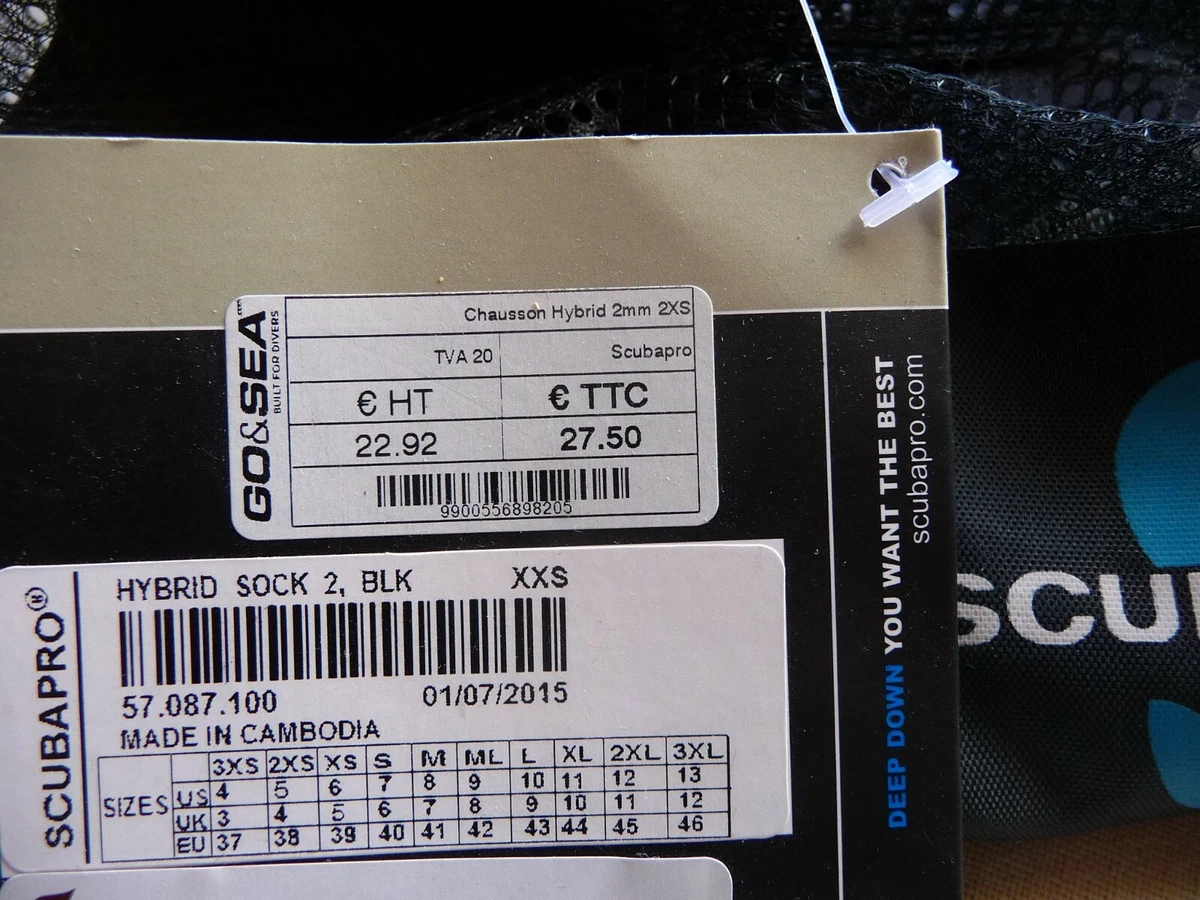 GO&SEA
BUILT FOR DIVERS
Chausson Hybrid 2mm 2XS
TVA 20 Scubapro
€ HT € TTC
22.92 27.50
9900556898205
SCUBAPRO®
HYBRID SOCK 2, BLK XXS
57.087.100 01/07/2015
MADE IN CAMBODIA
SIZES 3XS 2XS XS S M ML L XL 2XL 3XL
US 4 5 6 7 8 9 10 11 12 13
UK 3 4 5 6 7 8 9 10 11 12
EU 37 38 39 40 41 42 43 44 45 46
DEEP DOWN YOU WANT THE BEST
scubapro.com
SCU